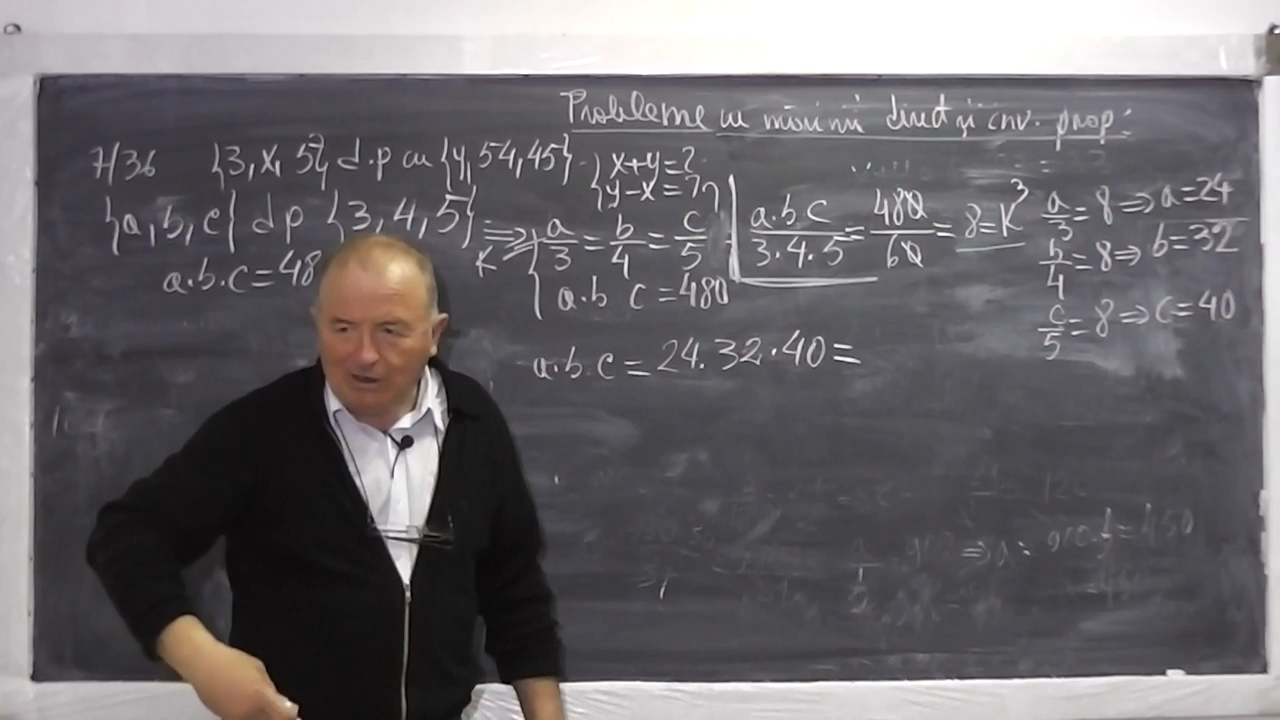 Probleme cu mărimi direct și inv. prop:
7/36 {3, x, 5} d.p cu {y, 54, 45}. { x+y=?
{ y-x=?
{a, b, c} d p {3, 4, 5} ⇒ { a/3 = b/4 = c/5
K
a.b.c=48
a.b c =480
a.b.c / 3.4.5 = 480/60 = 8=K³
a/3=8⇒a=24
b/4=8⇒ b=32
c/5=8⇒c=40
a.b.c = 24.32.40=